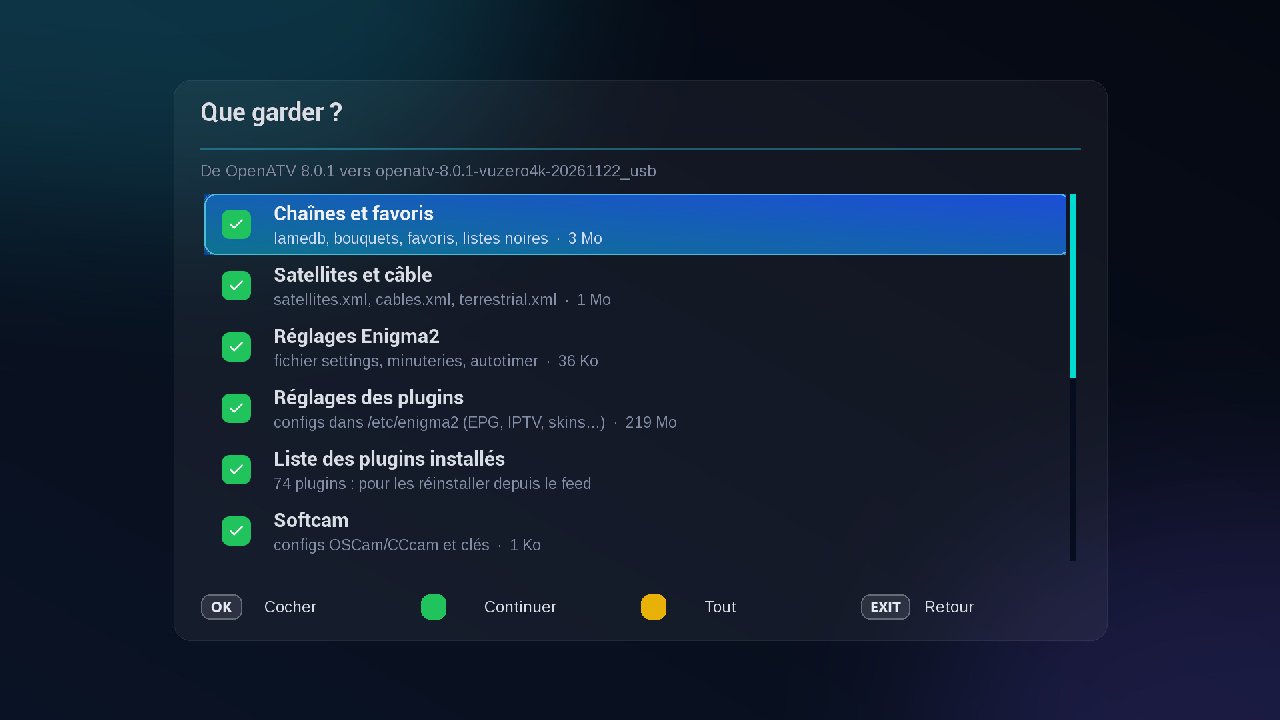 Que garder ?
De OpenATV 8.0.1 vers openatv-8.0.1-vuzero4k-20261122_usb
Chaînes et favoris
lamedb, bouquets, favoris, listes noires · 3 Mo
Satellites et câble
satellites.xml, cables.xml, terrestrial.xml · 1 Mo
Réglages Enigma2
fichier settings, minuteries, autotimer · 36 Ko
Réglages des plugins
configs dans /etc/enigma2 (EPG, IPTV, skins...) · 219 Mo
Liste des plugins installés
74 plugins : pour les réinstaller depuis le feed
Softcam
configs OSCam/CCcam et clés · 1 Ko
OK Cocher Continuer Tout EXIT Retour